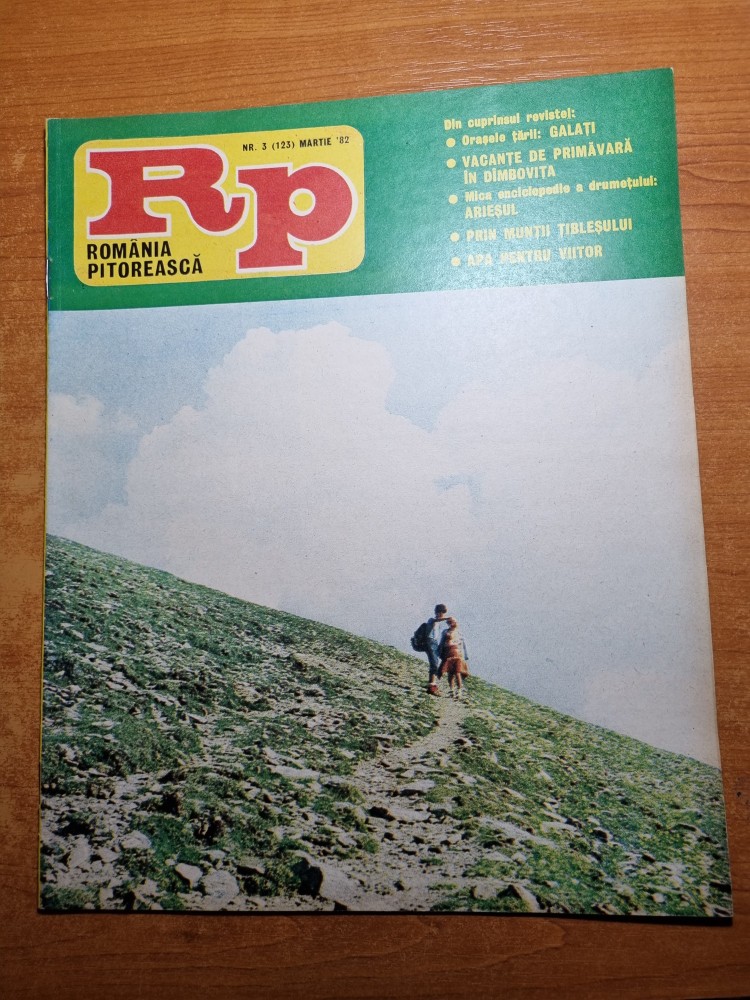 NR. 3 (123) MARTIE '82
Rp
ROMÂNIA
PITOREASCĂ
Din cuprinsul revistei:
• Orașele țării: GALAȚI
• VACANȚE DE PRIMĂVARĂ
ÎN DÎMBOVIȚA
• Mica enciclopedie a drumețului:
ARIEȘUL
• PRIN MUNȚII ȚIBLEȘULUI
• APA PENTRU VIITOR